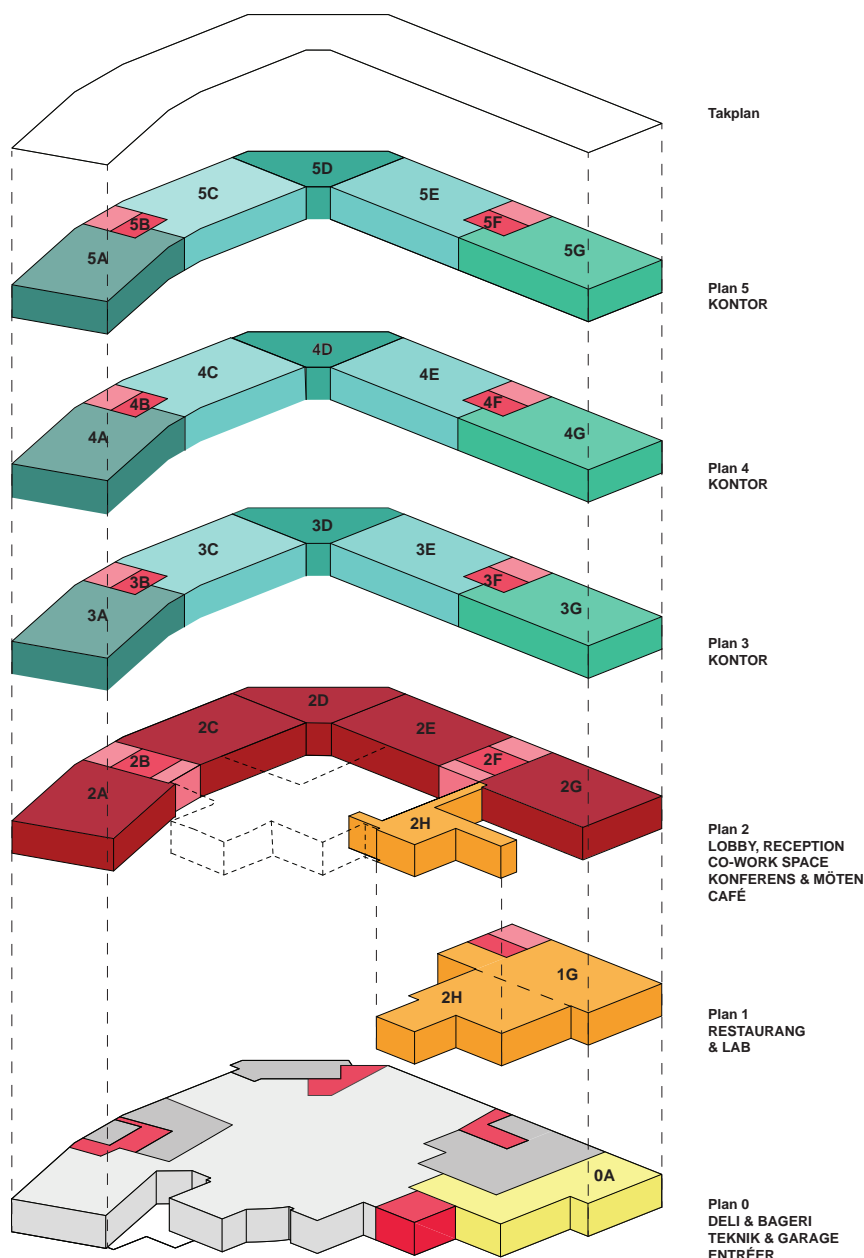 Takplan
5D
5C
5E
5B
5F
5A
5G
Plan 5
KONTOR
4D
4C
4E
4B
4F
4A
4G
Plan 4
KONTOR
3D
3C
3E
3B
3F
3A
3G
Plan 3
KONTOR
2D
2C
2E
2B
2F
2A
2G
2H
Plan 2
LOBBY, RECEPTION
CO-WORK SPACE
KONFERENS & MÖTEN
CAFÉ
1G
2H
Plan 1
RESTAURANG
& LAB
0A
Plan 0
DELI & BAGERI
TEKNIK & GARAGE
ENTRÉER